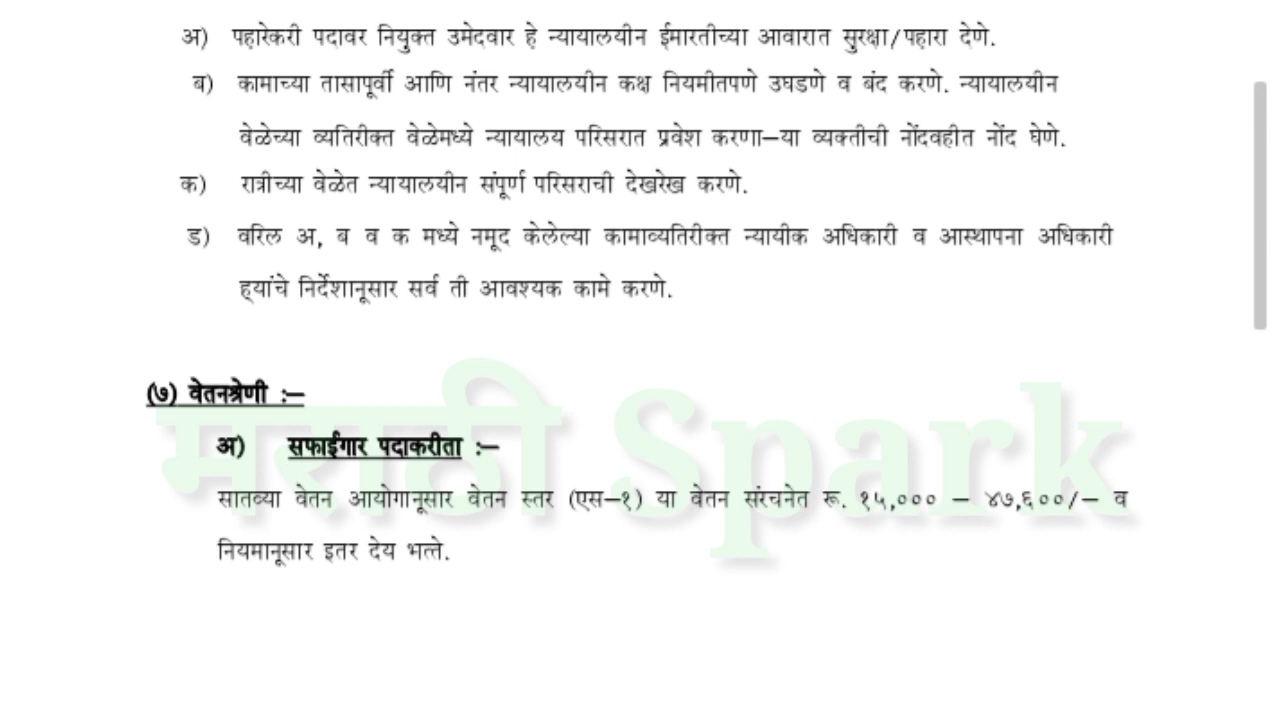 अ) पहारेकरी पदावर नियुक्त उमेदवार हे न्यायालयीन ईमारतीच्या आवारात सुरक्षा/पहारा देणे.
ब) कामाच्या तासापूर्वी आणि नंतर न्यायालयीन कक्ष नियमीतपणे उघडणे व बंद करणे. न्यायालयीन
वेळेच्या व्यतिरीक्त वेळेमध्ये न्यायालय परिसरात प्रवेश करणा–या व्यक्तीची नोंदवहीत नोंद घेणे.
क) रात्रीच्या वेळेत न्यायालयीन संपूर्ण परिसराची देखरेख करणे.
ड) वरिल अ, ब व क मध्ये नमूद केलेल्या कामाव्यतिरीक्त न्यायीक अधिकारी व आस्थापना अधिकारी
ह्यांचे निर्देशानूसार सर्व ती आवश्यक कामे करणे.
(७) वेतनश्रेणी :–
मराठी Spark
अ) सफाईगार पदाकरीता :–
सातव्या वेतन आयोगानूसार वेतन स्तर (एस–१) या वेतन संरचनेत रू. १५,००० – ४७,६००/– व
नियमानूसार इतर देय भत्ते.